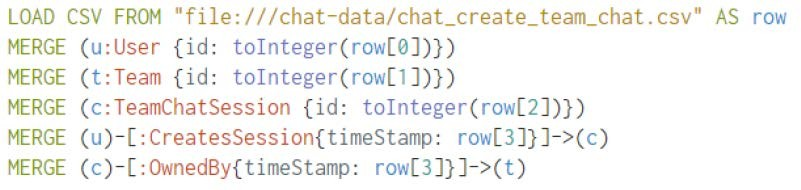 LOAD CSV FROM "file:///chat-data/chat_create_team_chat.csv" AS row
MERGE (u:User {id: toInteger(row[0])})
MERGE (t:Team {id: toInteger(row[1])})
MERGE (c:TeamChatSession {id: toInteger(row[2])})
MERGE (u)-[:CreatesSession{timeStamp: row[3]}]->(c)
MERGE (c)-[:OwnedBy{timeStamp: row[3]}]->(t)